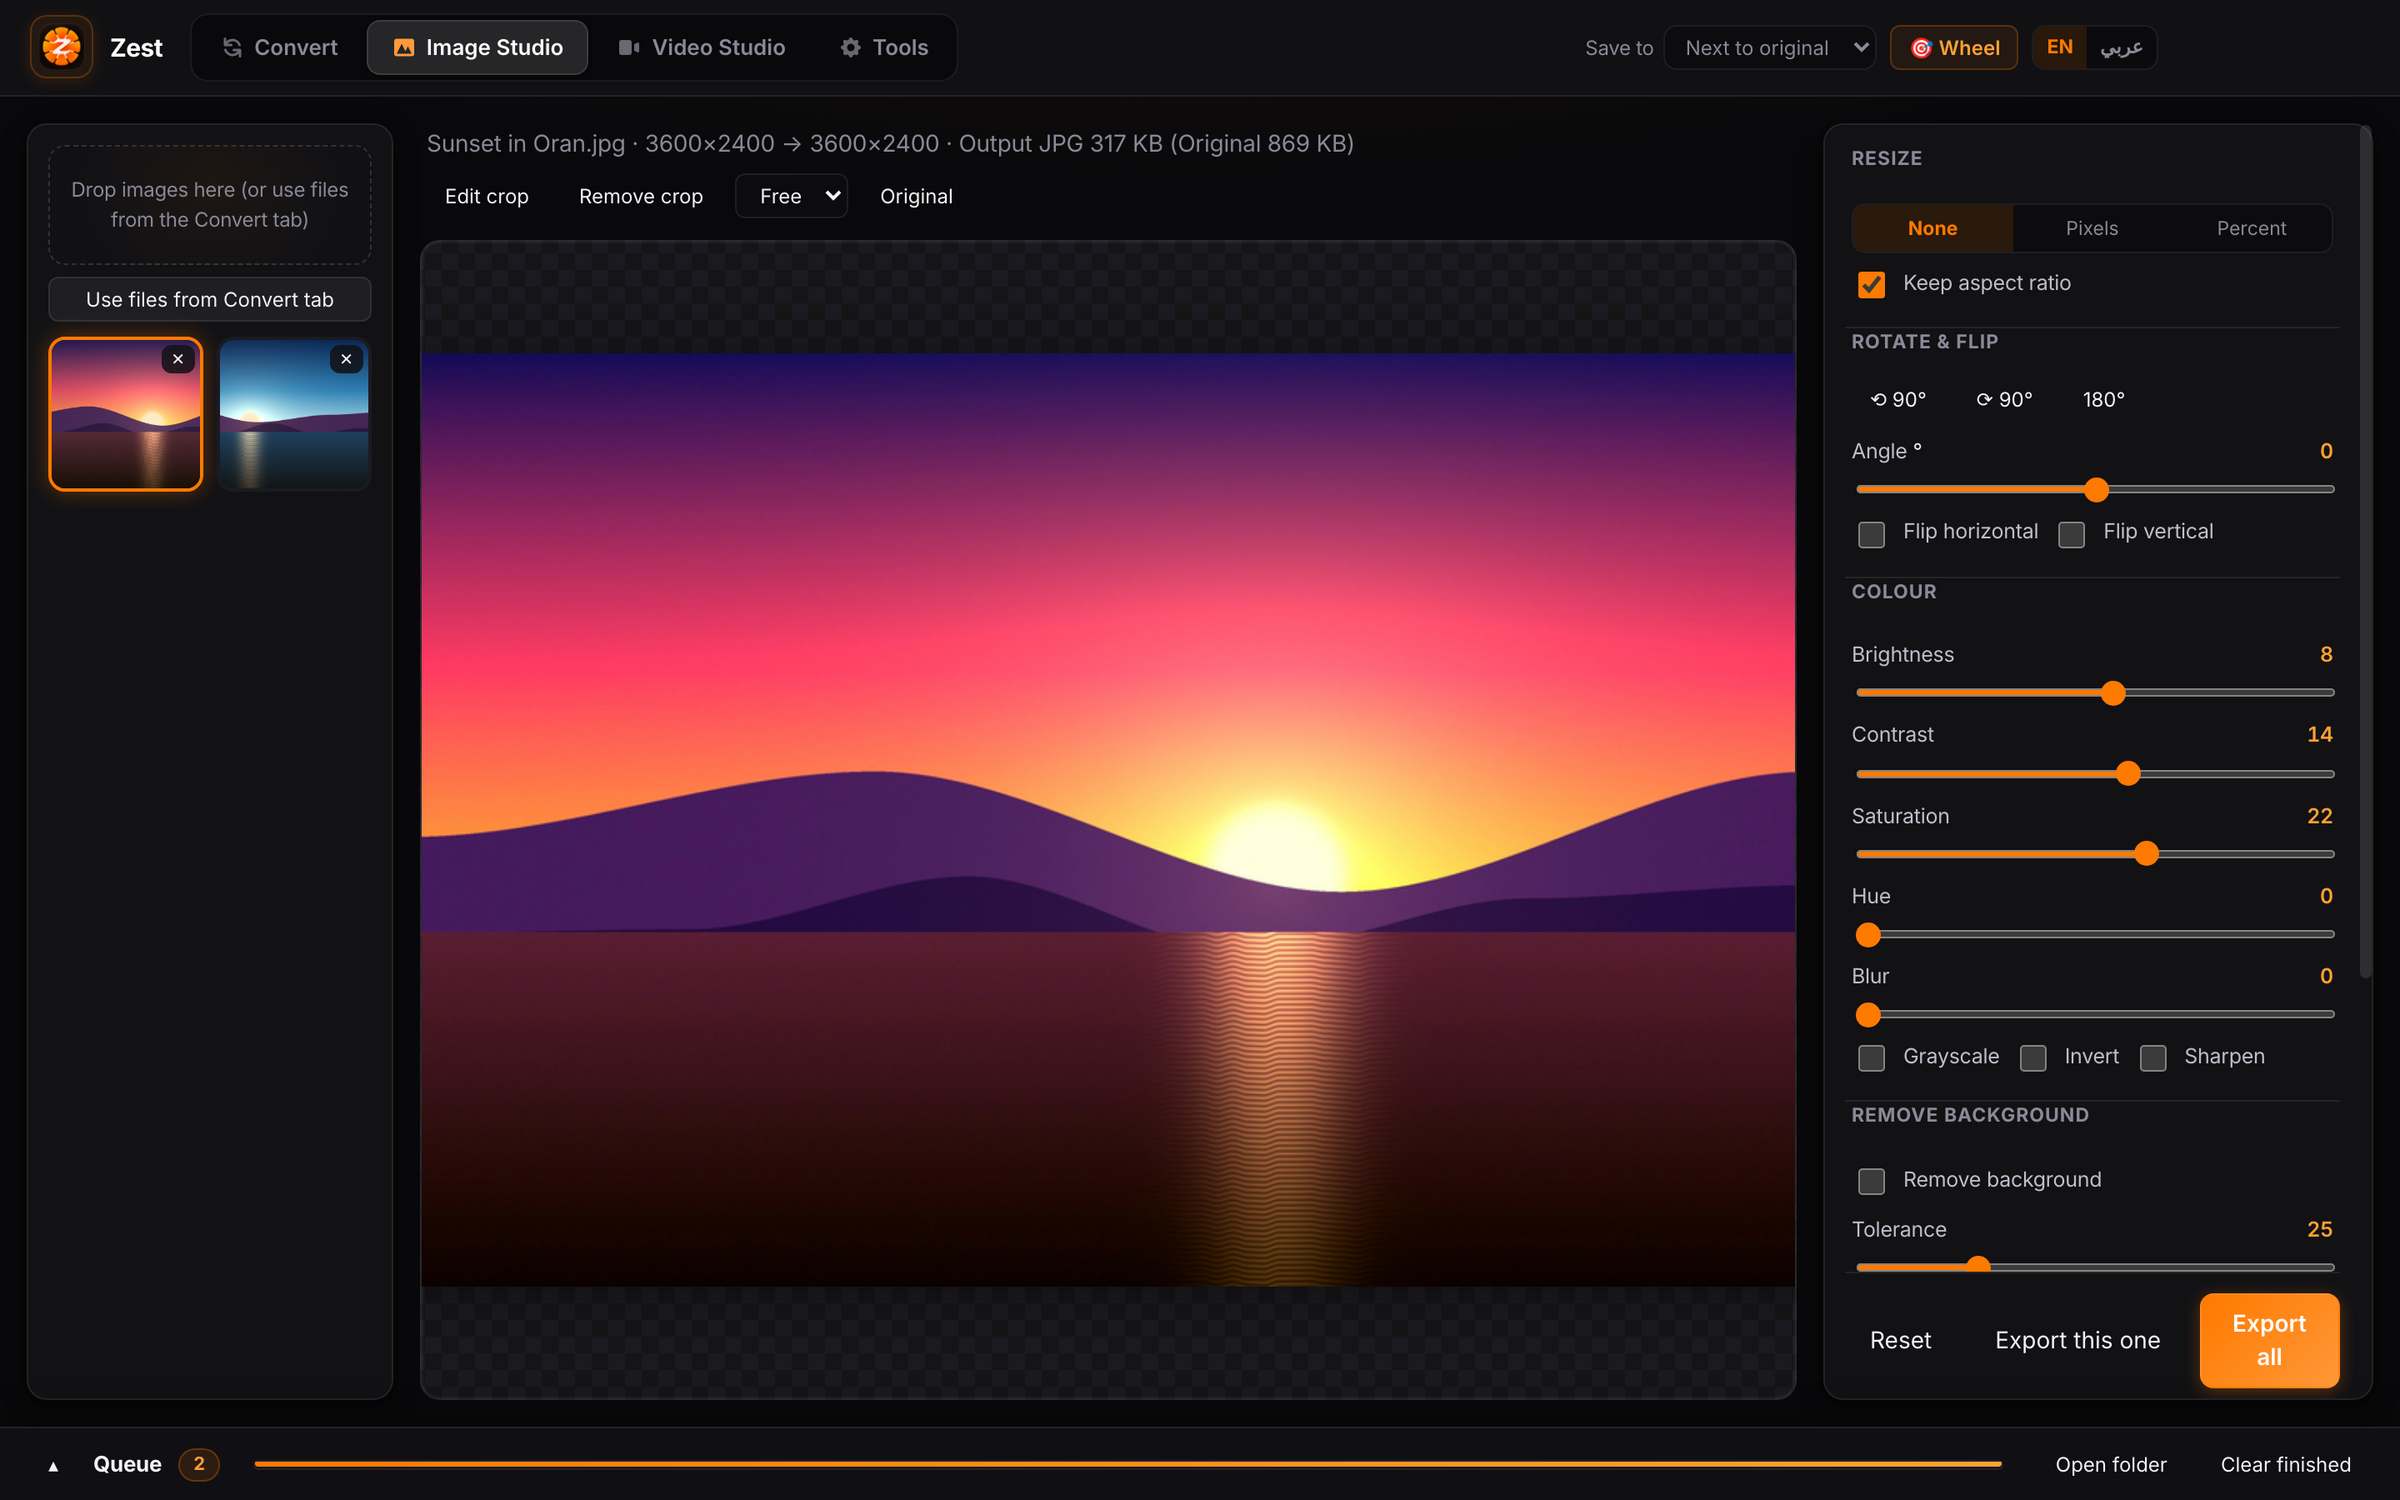 Zest
Convert
Image Studio
Video Studio
Tools
Save to
Next to original
🎯 Wheel
EN
عربي
Drop images here (or use files
from the Convert tab)
Use files from Convert tab
✕
✕
Sunset in Oran.jpg · 3600×2400 → 3600×2400 · Output JPG 317 KB (Original 869 KB)
Edit crop
Remove crop
Free
Original
RESIZE
None
Pixels
Percent
Keep aspect ratio
ROTATE & FLIP
⟲ 90°
⟳ 90°
180°
Angle ° 0
Flip horizontal
Flip vertical
COLOUR
Brightness 8
Contrast 14
Saturation 22
Hue 0
Blur 0
Grayscale
Invert
Sharpen
REMOVE BACKGROUND
Remove background
Tolerance 25
Reset
Export this one
Export
all
▲ Queue 2
Open folder
Clear finished